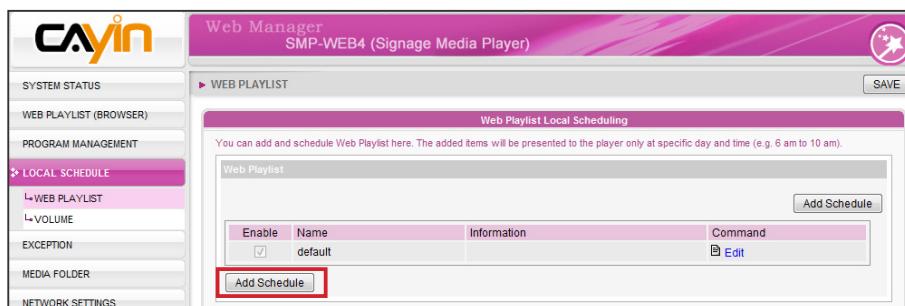 CAYIN
Web Manager
SMP-WEB4 (Signage Media Player)
SYSTEM STATUS
WEB PLAYLIST (BROWSER)
PROGRAM MANAGEMENT
LOCAL SCHEDULE
WEB PLAYLIST
VOLUME
EXCEPTION
MEDIA FOLDER
NETWORK SETTINGS
WEB PLAYLIST
SAVE
Web Playlist Local Scheduling
You can add and schedule Web Playlist here. The added items will be presented to the player only at specific day and time (e.g. 6 am to 10 am).
Web Playlist
Add Schedule
Enable Name Information Command
default Edit
Add Schedule